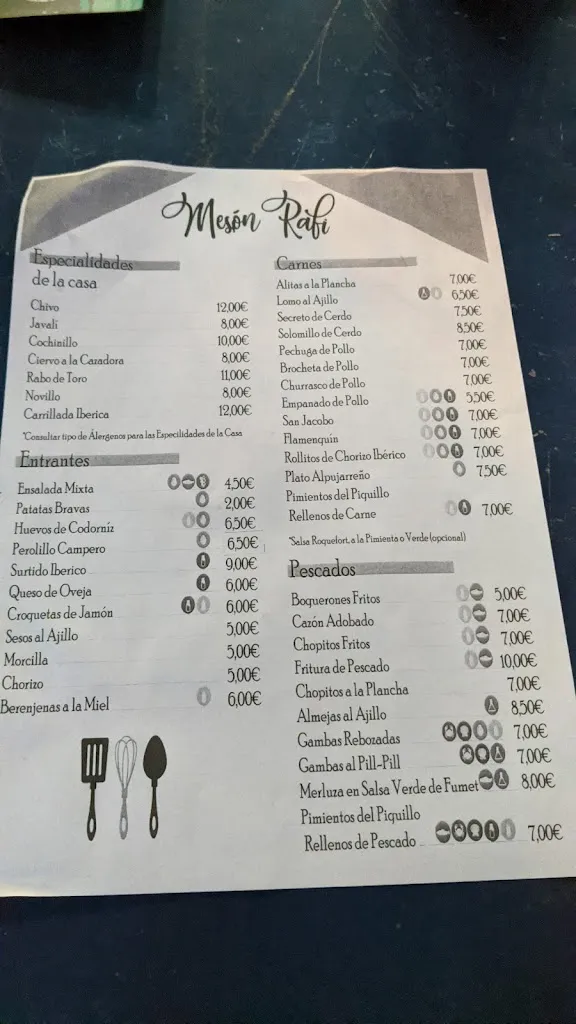 Mesón Ràfi
Especialidades
de la casa
Chivo 12,00€
Javali 8,00€
Cochinillo 10,00€
Ciervo a la Cazadora 8,00€
Rabo de Toro 11,00€
Novillo 8,00€
Carrillada Iberica 12,00€
*Consultar tipo de Álergenos para las Especilidades de la Casa
Entrantes
Ensalada Mixta 4,50€
Patatas Bravas 2,00€
Huevos de Codorníz 6,50€
Perolillo Campero 6,50€
Surtido Iberico 9,00€
Queso de Oveja 6,00€
Croquetas de Jamón 6,00€
Sesos al Ajillo 5,00€
Morcilla 5,00€
Chorizo 5,00€
Berenjenas a la Miel 6,00€
Carnes
Alitas a la Plancha 7,00€
Lomo al Ajillo 6,50€
Secreto de Cerdo 7,50€
Solomillo de Cerdo 8,50€
Pechuga de Pollo 7,00€
Brocheta de Pollo 7,00€
Churrasco de Pollo 7,00€
Empanado de Pollo 5,50€
San Jacobo 7,00€
Flamenquín 7,00€
Rollitos de Chorizo Ibérico 7,00€
Plato Alpujarreño 7,50€
Pimientos del Piquillo
Rellenos de Carne 7,00€
*Salsa Roquefort, a la Pimienta o Verde (opcional)
Pescados
Boquerones Fritos 5,00€
Cazón Adobado 7,00€
Chopitos Fritos 7,00€
Fritura de Pescado 10,00€
Chopitos a la Plancha 7,00€
Almejas al Ajillo 8,50€
Gambas Rebozadas 7,00€
Gambas al Pill-Pill 7,00€
Merluza en Salsa Verde de Fumet 8,00€
Pimientos del Piquillo
Rellenos de Pescado 7,00€